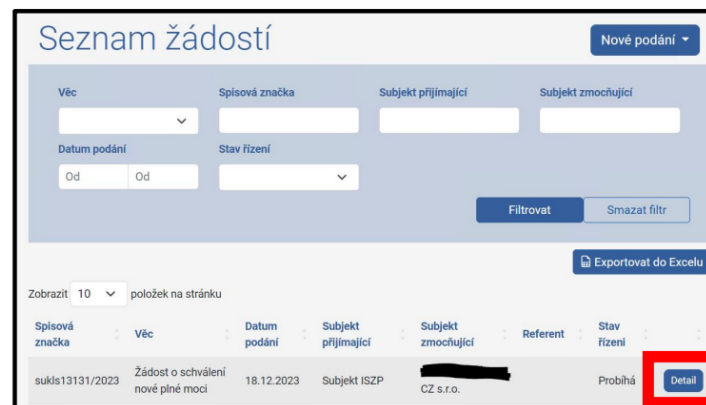 Seznam žádostí
Nové podání
Věc
Spisová značka
Subjekt přijímající
Subjekt zmocňující
Datum podání
Stav řízení
Od
Od
Filtrovat
Smazat filtr
Exportovat do Excelu
Zobrazit 10 položek na stránku
Spisová značka
Věc
Datum podání
Subjekt přijímající
Subjekt zmocňující
Referent
Stav řízeni
sukls13131/2023
Žádost o schválení
nové plné moci
18.12.2023
Subjekt ISZP
CZ s.r.o.
Probíhá
Detail